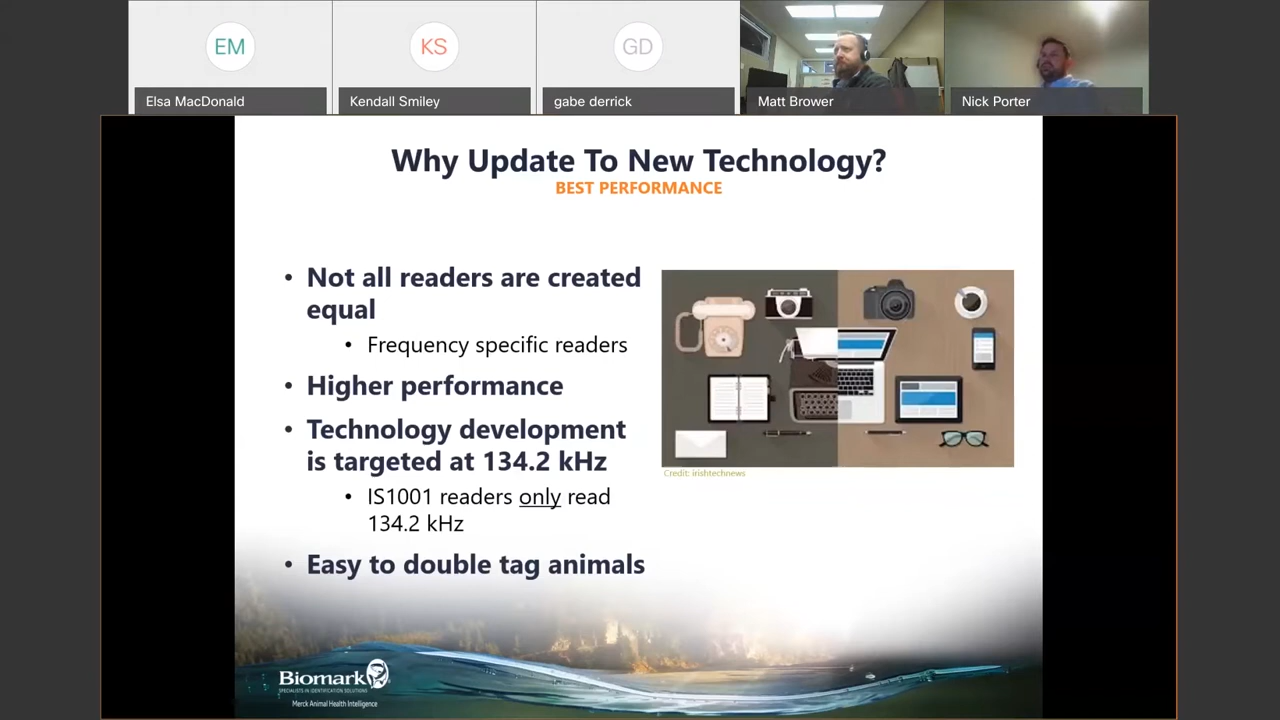 EM
KS
GD
Elsa MacDonald
Kendall Smiley
gabe derrick
Matt Brower
Nick Porter
Why Update To New Technology?
BEST PERFORMANCE
• Not all readers are created
equal
• Frequency specific readers
• Higher performance
• Technology development
is targeted at 134.2 kHz
• IS1001 readers only read
134.2 kHz
• Easy to double tag animals
Credit: irishtechnews
Biomark
SPECIALISTS IN IDENTIFICATION SOLUTIONS
Merck Animal Health Intelligence